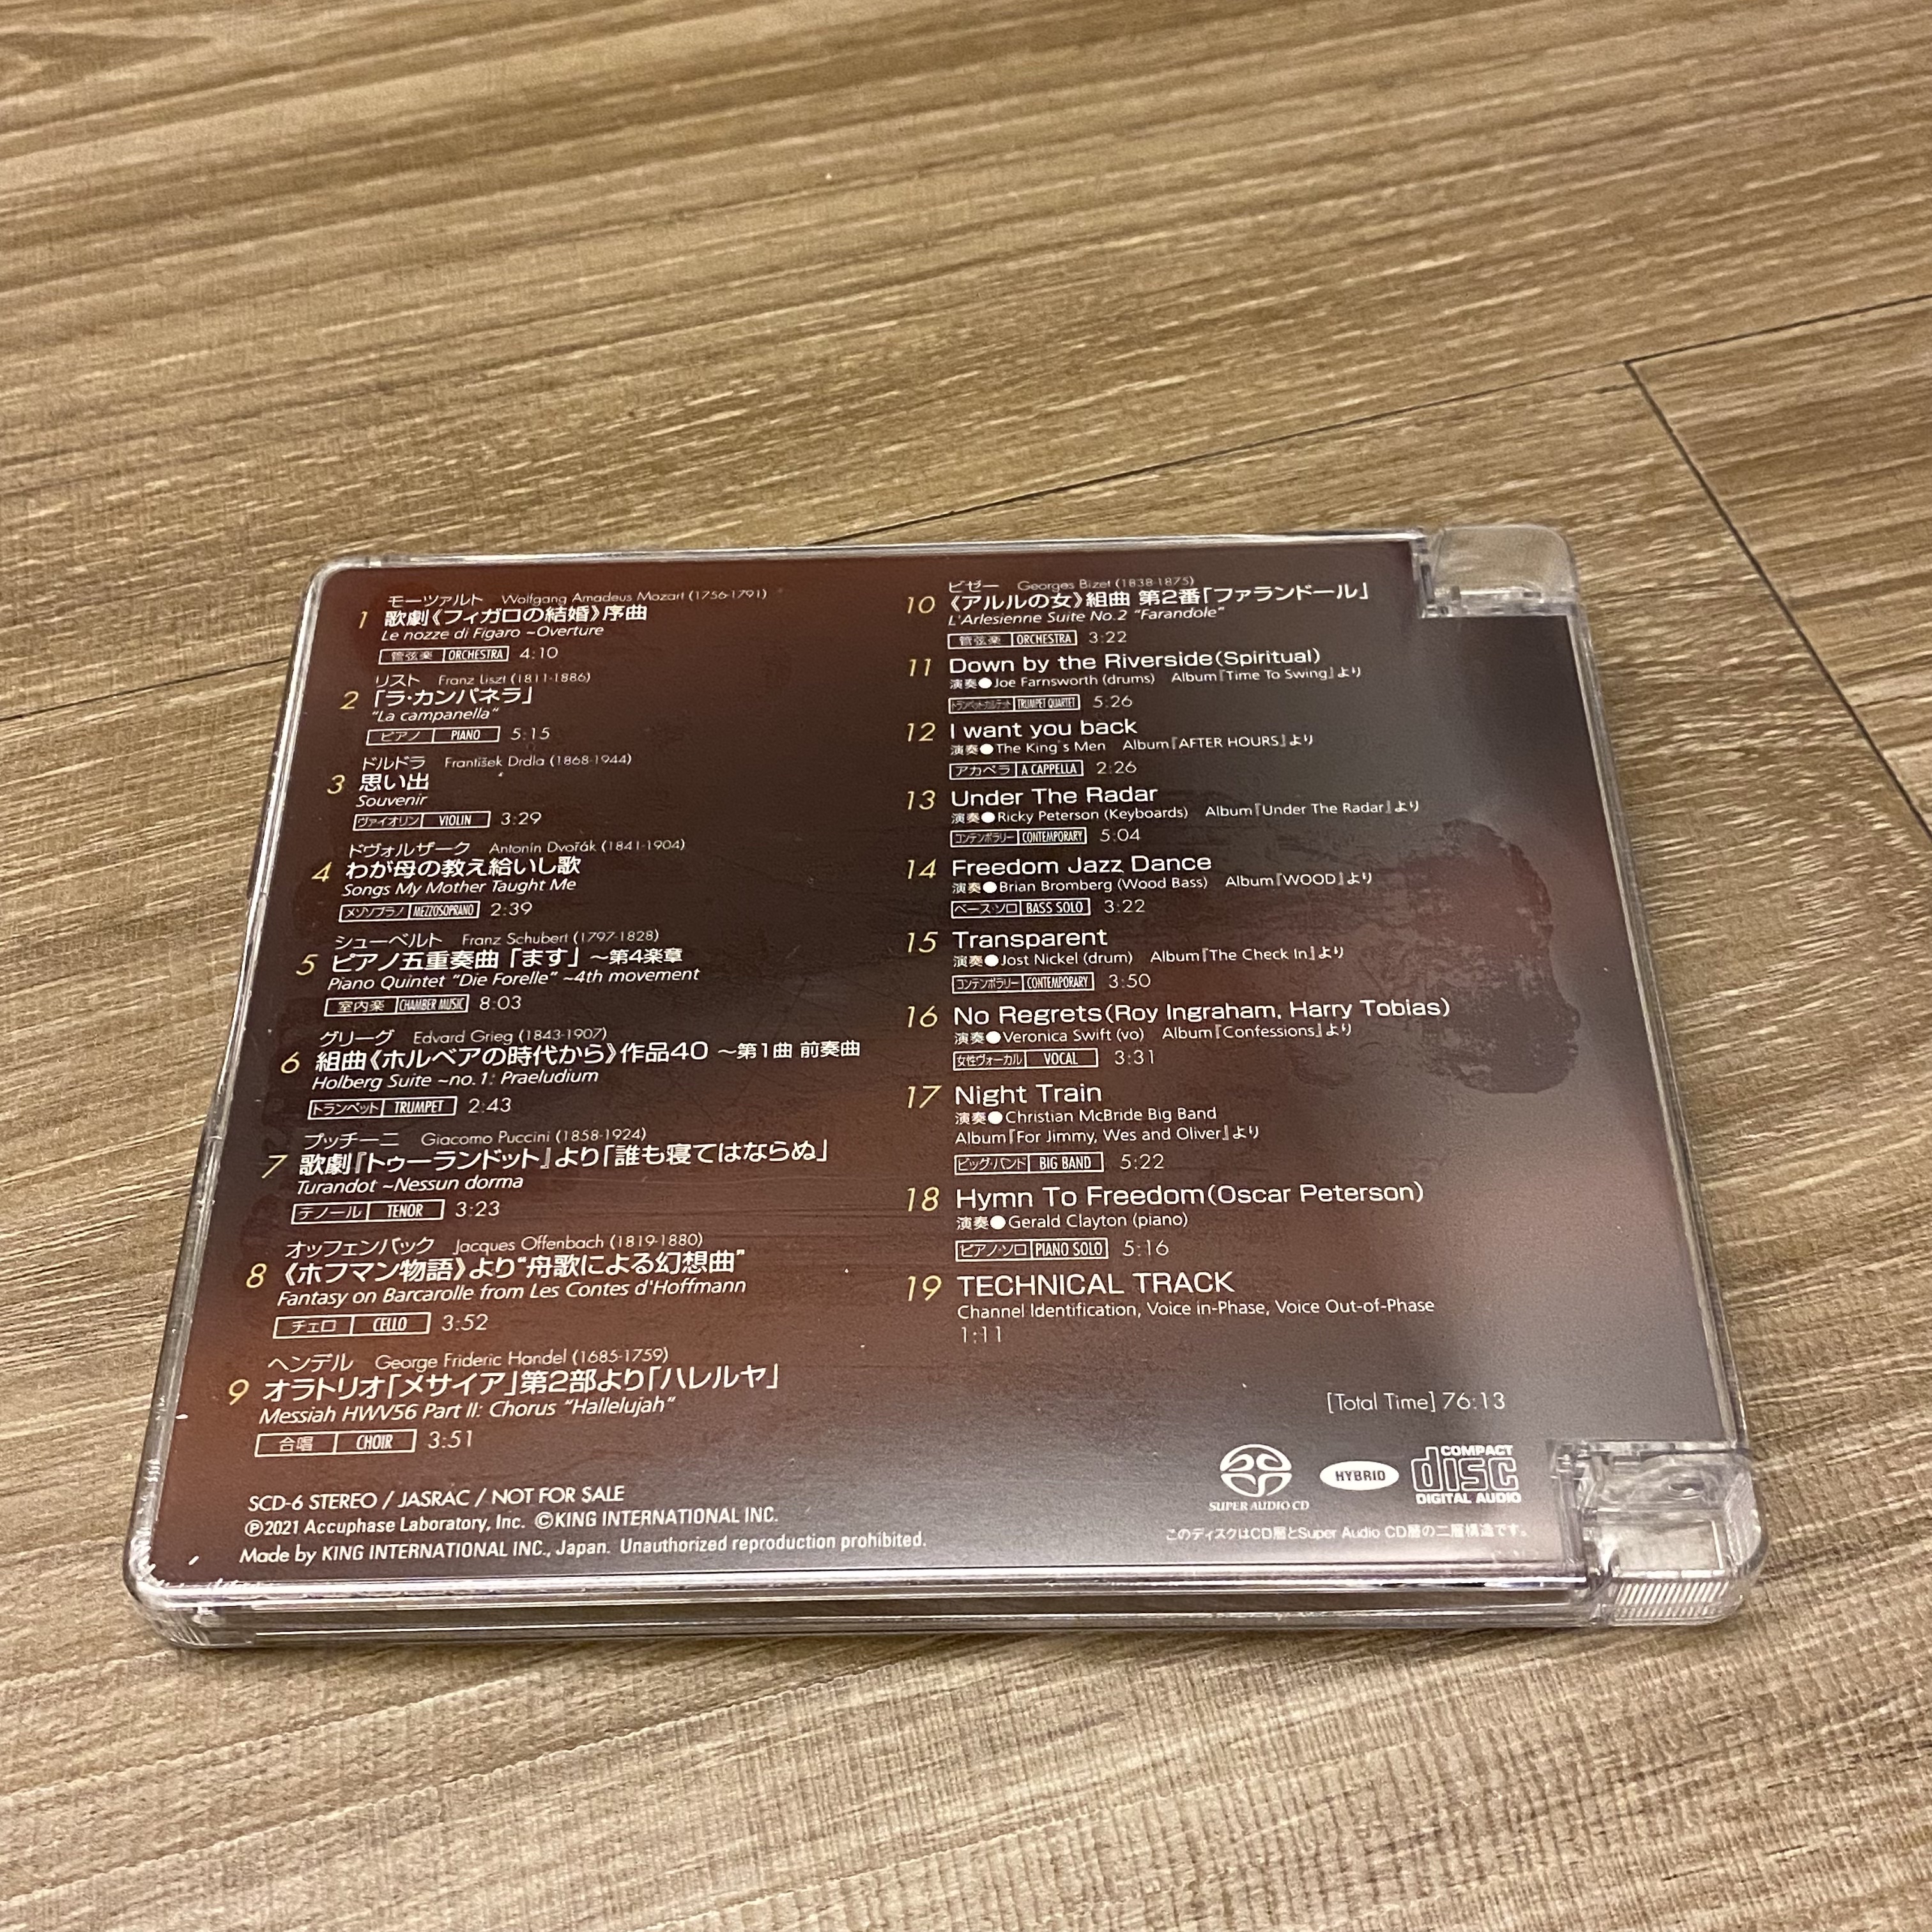 1
モーツァルト Wolfgang Amadeus Mozart (1756-1791)
歌劇《フィガロの結婚》序曲
Le nozze di Figaro ~Overture
管弦楽 ORCHESTRA 4:10
2
リスト Franz Liszt (1811-1886)
「ラ・カンパネラ」
"La campanella"
ピアノ PIANO 5:15
3
ドルドラ František Drdla (1868-1944)
思い出
Souvenir
ヴァイオリン VIOLIN 3:29
4
ドヴォルザーク Antonín Dvořák (1841-1904)
わが母の教え給いし歌
Songs My Mother Taught Me
メゾソプラノ MEZZOSOPRANO 2:39
5
シューベルト Franz Schubert (1797-1828)
ピアノ五重奏曲「ます」~第4楽章
Piano Quintet "Die Forelle" ~4th movement
室内楽 CHAMBER MUSIC 8:03
6
グリーグ Edvard Grieg (1843-1907)
組曲《ホルベアの時代から》作品40 ~第1曲 前奏曲
Holberg Suite ~no.1: Praeludium
トランペット TRUMPET 2:43
7
プッチーニ Giacomo Puccini (1858-1924)
歌劇『トゥーランドット』より「誰も寝てはならぬ」
Turandot ~Nessun dorma
テノール TENOR 3:23
8
オッフェンバック Jacques Offenbach (1819-1880)
《ホフマン物語》より"舟歌による幻想曲"
Fantasy on Barcarolle from Les Contes d'Hoffmann
チェロ CELLO 3:52
9
ヘンデル George Frideric Handel (1685-1759)
オラトリオ「メサイア」第2部より「ハレルヤ」
Messiah HWV56 Part II: Chorus "Hallelujah"
合唱 CHOIR 3:51
10
ビゼー Georges Bizet (1838-1875)
《アルルの女》組曲 第2番「ファランドール」
L'Arlesienne Suite No.2 "Farandole"
管弦楽 ORCHESTRA 3:22
11 Down by the Riverside(Spiritual)
演奏●Joe Farnsworth (drums) Album『Time To Swing』より
トランペット・カルテット TRUMPET QUARTET 5:26
12 I want you back
演奏●The King's Men Album『AFTER HOURS』より
アカペラ A CAPPELLA 2:26
13 Under The Radar
演奏●Ricky Peterson (Keyboards) Album『Under The Radar』より
コンテンポラリー CONTEMPORARY 5:04
14 Freedom Jazz Dance
演奏●Brian Bromberg (Wood Bass) Album『WOOD』より
ベース・ソロ BASS SOLO 3:22
15 Transparent
演奏●Jost Nickel (drum) Album『The Check In』より
コンテンポラリー CONTEMPORARY 3:50
16 No Regrets(Roy Ingraham, Harry Tobias)
演奏●Veronica Swift (vo) Album『Confessions』より
女性ヴォーカル VOCAL 3:31
17 Night Train
演奏●Christian McBride Big Band
Album『For Jimmy, Wes and Oliver』より
ビッグ・バンド BIG BAND 5:22
18 Hymn To Freedom(Oscar Peterson)
演奏●Gerald Clayton (piano)
ピアノ・ソロ PIANO SOLO 5:16
19 TECHNICAL TRACK
Channel Identification, Voice in-Phase, Voice Out-of-Phase
1:11
[Total Time] 76:13
SCD-6 STEREO / JASRAC / NOT FOR SALE
℗2021 Accuphase Laboratory, Inc. ©KING INTERNATIONAL INC.
Made by KING INTERNATIONAL INC., Japan. Unauthorized reproduction prohibited.
SUPER AUDIO CD
HYBRID
COMPACT
disc
DIGITAL AUDIO
このディスクはCD層とSuper Audio CD層の二層構造です。